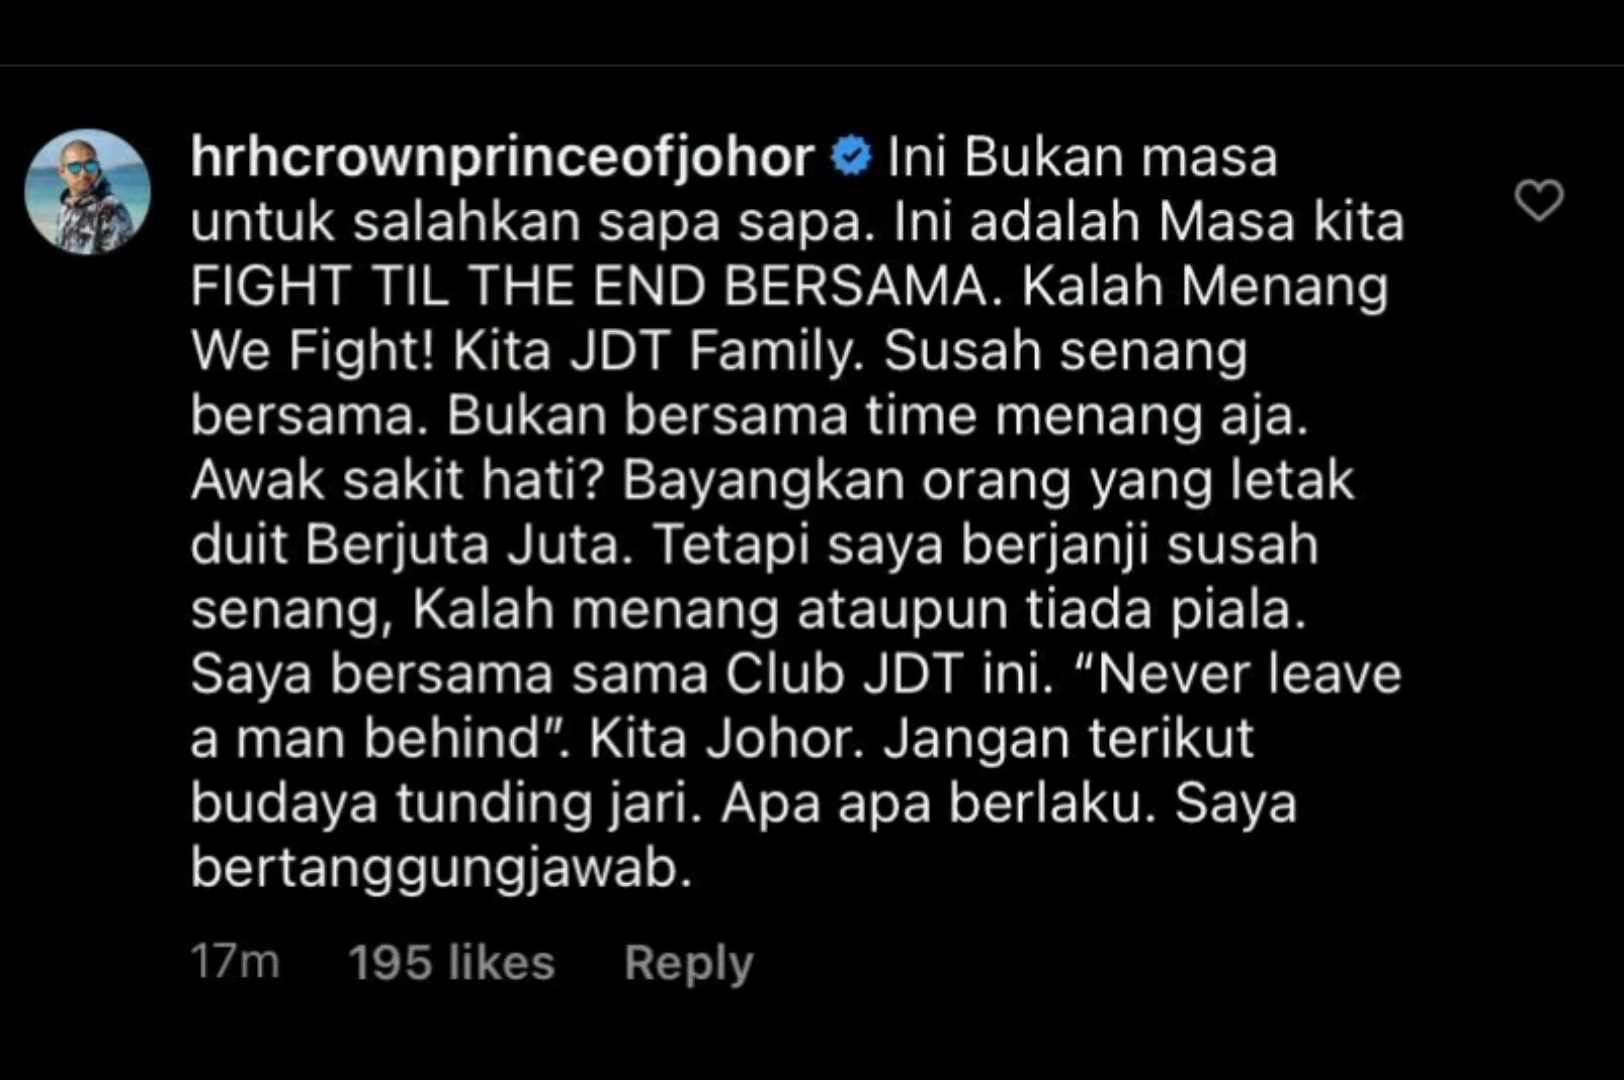 hrhcrownprinceofjohor Ini Bukan masa
untuk salahkan sapa sapa. Ini adalah Masa kita
FIGHT TIL THE END BERSAMA. Kalah Menang
We Fight! Kita JDT Family. Susah senang
bersama. Bukan bersama time menang aja.
Awak sakit hati? Bayangkan orang yang letak
duit Berjuta Juta. Tetapi saya berjanji susah
senang, Kalah menang ataupun tiada piala.
Saya bersama sama Club JDT ini. “Never leave
a man behind”. Kita Johor. Jangan terikut
budaya tunding jari. Apa apa berlaku. Saya
bertanggungjawab.
17m 195 likes Reply